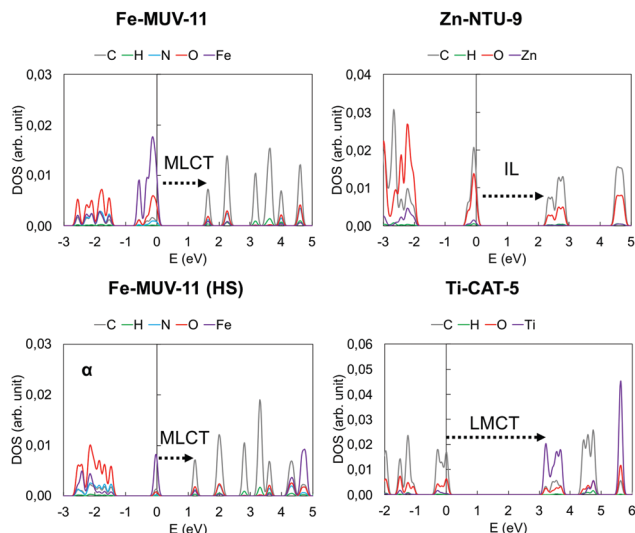 Fe-MUV-11
C H N O Fe
DOS (arb. unit)
0,03
0,02
0,01
0,00
MLCT
-3 -2 -1 0 1 2 3 4 5
E (eV)
Zn-NTU-9
C H O Zn
DOS (arb. unit)
0,04
0,03
0,02
0,01
0,00
IL
-3 -2 -1 0 1 2 3 4 5
E (eV)
Fe-MUV-11 (HS)
C H N O Fe
DOS (arb. unit)
0,03
0,02
0,01
0,00
α
MLCT
-3 -2 -1 0 1 2 3 4 5
E (eV)
Ti-CAT-5
C H O Ti
DOS (arb. unit)
0,06
0,05
0,04
0,03
0,02
0,01
0,00
LMCT
-2 -1 0 1 2 3 4 5 6
E (eV)